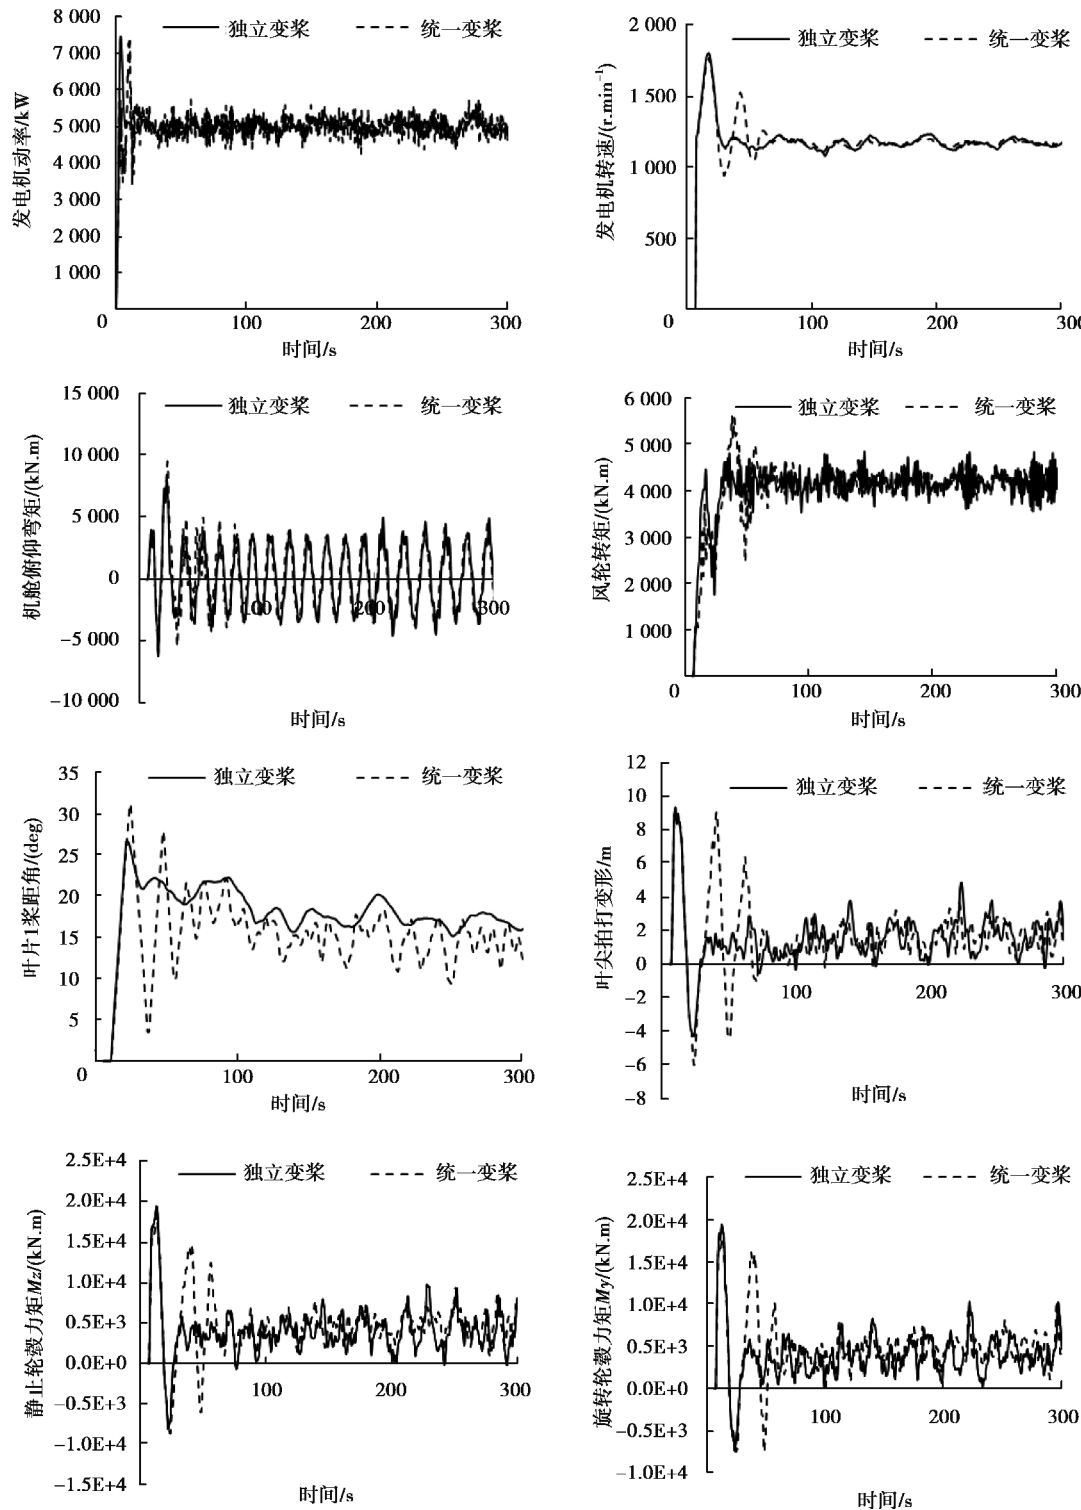 8 000
7 000
6 000
5 000
4 000
3 000
2 000
1 000
0
100
200
300
独立变桨
统一变桨
发电机动率/kW
时间/s
2 000
1 500
1 000
500
0
100
200
300
独立变桨
统一变桨
发电机转速/(r.min⁻¹)
时间/s
15 000
10 000
5 000
0
−5 000
−10 000
100
200
300
独立变桨
统一变桨
机舱俯仰弯矩/(kN.m)
时间/s
6 000
5 000
4 000
3 000
2 000
1 000
0
100
200
300
独立变桨
统一变桨
风轮转矩/(kN.m)
时间/s
35
30
25
20
15
10
5
0
100
200
300
独立变桨
统一变桨
叶片1桨距角/(deg)
时间/s
12
10
8
6
4
2
0
−2
−4
−6
−8
100
200
300
独立变桨
统一变桨
叶尖拍打变形/m
时间/s
2.5E+4
2.0E+4
1.5E+4
1.0E+4
0.5E+3
0.0E+0
−0.5E+3
−1.0E+4
−1.5E+4
100
200
300
独立变桨
统一变桨
静止轮毂力矩Mz/(kN.m)
时间/s
2.5E+4
2.0E+4
1.5E+4
1.0E+4
0.5E+3
0.0E+0
−0.5E+3
−1.0E+4
100
200
300
独立变桨
统一变桨
旋转轮毂力矩My/(kN.m)
时间/s